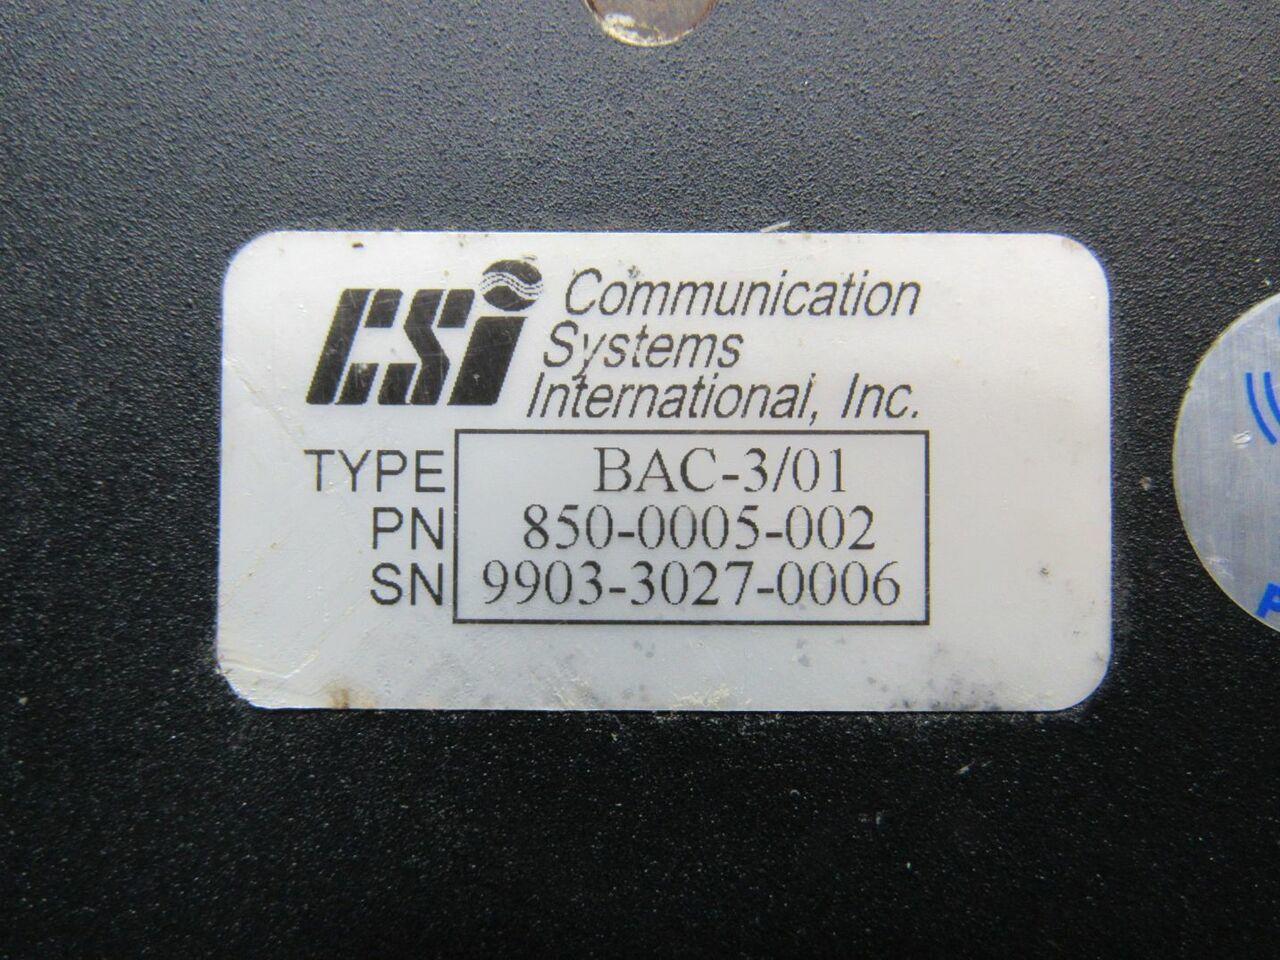 CSi Communication
Systems
International, Inc.
TYPE BAC-3/01
PN 850-0005-002
SN 9903-3027-0006